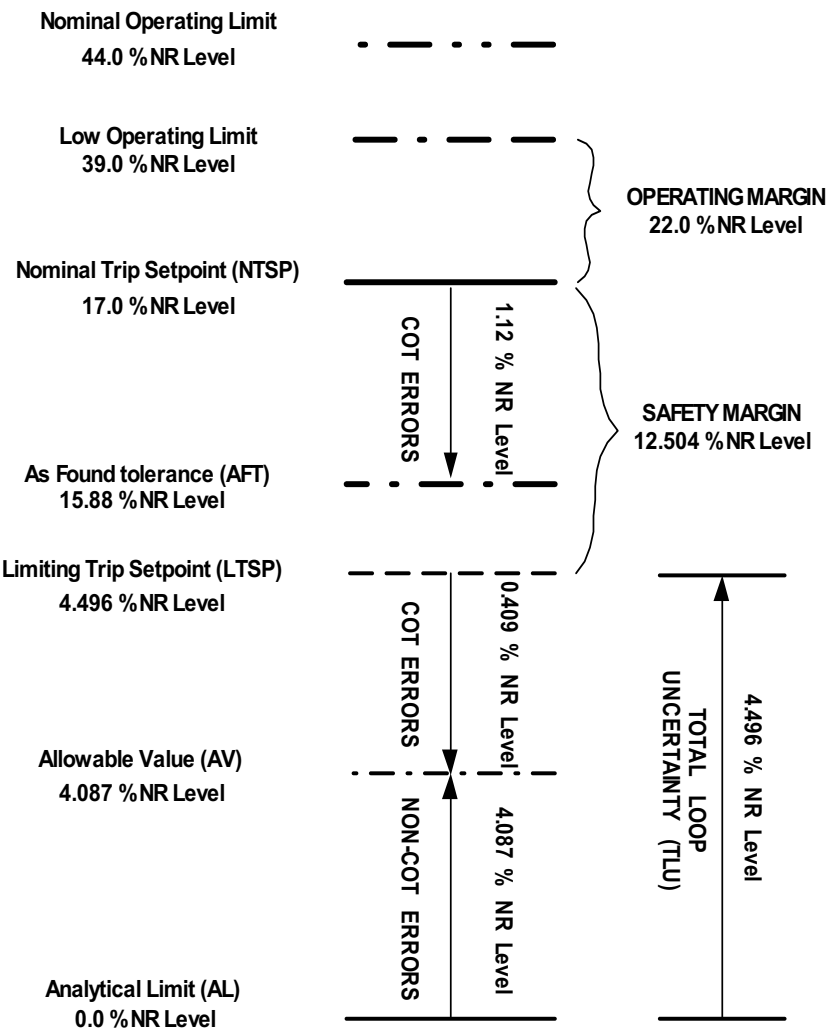 Nominal Operating Limit
44.0 %NR Level
Low Operating Limit
39.0 %NR Level
OPERATING MARGIN
22.0 %NR Level
Nominal Trip Setpoint (NTSP)
17.0 %NR Level
COT ERRORS
1.12 % NR Level
SAFETY MARGIN
12.504 %NR Level
As Found tolerance (AFT)
15.88 %NR Level
Limiting Trip Setpoint (LTSP)
4.496 %NR Level
COT ERRORS
0.409 % NR Level
TOTAL LOOP
UNCERTAINTY (TLU)
4.496 % NR Level
Allowable Value (AV)
4.087 %NR Level
NON-COT ERRORS
4.087 % NR Level
Analytical Limit (AL)
0.0 %NR Level